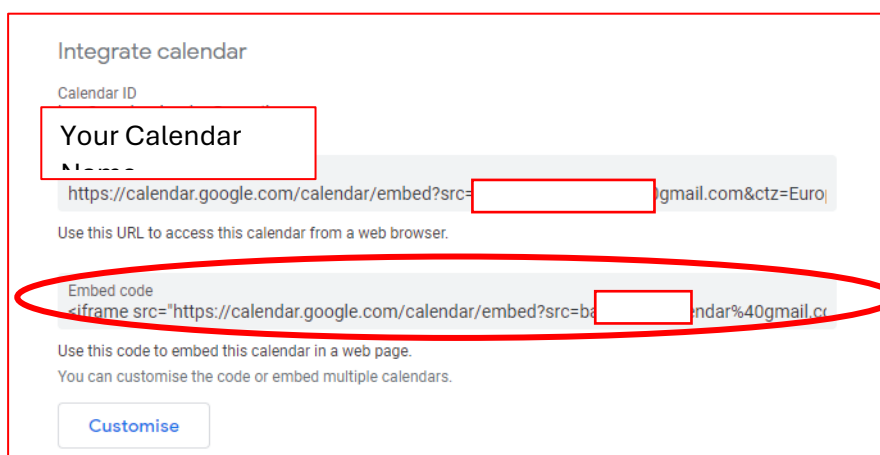 Integrate calendar
Calendar ID
Your Calendar
https://calendar.google.com/calendar/embed?src= gmail.com&ctz=Euro
Use this URL to access this calendar from a web browser.
Embed code
<iframe src="https://calendar.google.com/calendar/embed?src=ba endar%40gmail.co
Use this code to embed this calendar in a web page.
You can customise the code or embed multiple calendars.
Customise